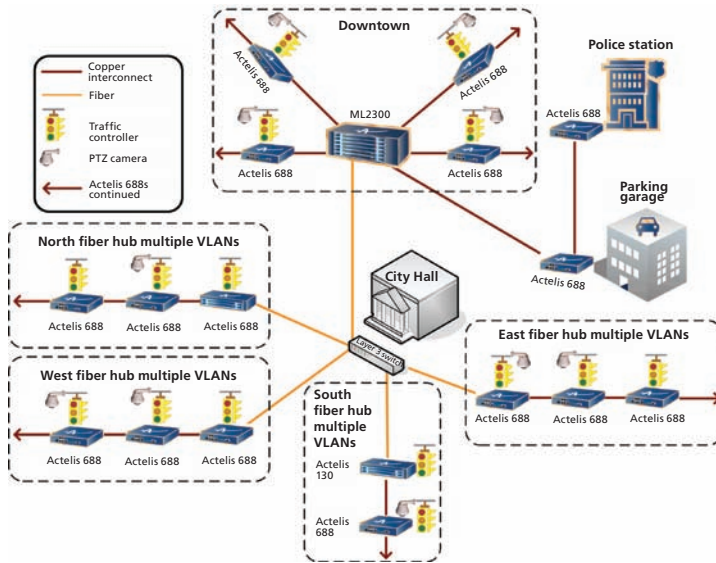 Downtown
Police station
Copper
interconnect
Fiber
Traffic
controller
PTZ camera
Actelis 688s
continued
Actelis 688
Actelis 688
ML2300
Actelis 688
Actelis 688
Actelis 688
Parking
garage
Actelis 688
North fiber hub multiple VLANs
Actelis 688
Actelis 688
Actelis 688
City Hall
Layer 3 switch
East fiber hub multiple VLANs
Actelis 688
Actelis 688
Actelis 688
West fiber hub multiple VLANs
Actelis 688
Actelis 688
Actelis 688
South
fiber hub
multiple
VLANs
Actelis
130
Actelis
688